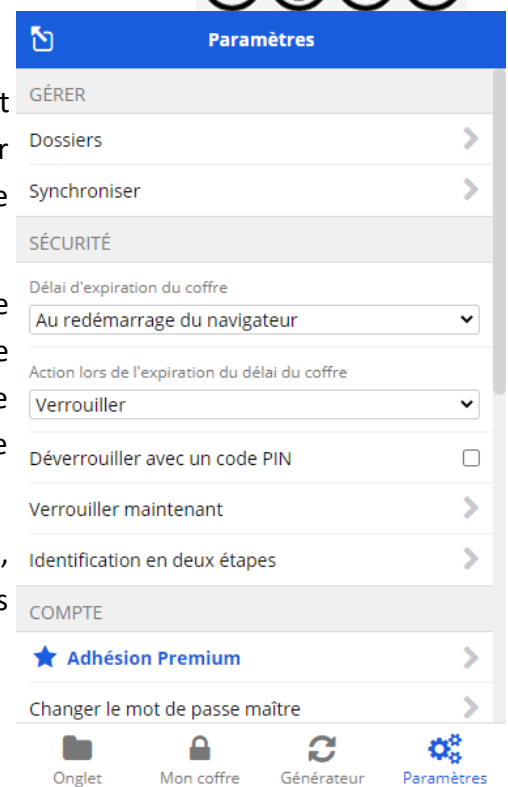 Paramètres
GÉRER
Dossiers
Synchroniser
SÉCURITÉ
Délai d'expiration du coffre
Au redémarrage du navigateur
Action lors de l'expiration du délai du coffre
Verrouiller
Déverrouiller avec un code PIN
Verrouiller maintenant
Identification en deux étapes
COMPTE
Adhésion Premium
Changer le mot de passe maître
Onglet Mon coffre Générateur Paramètres